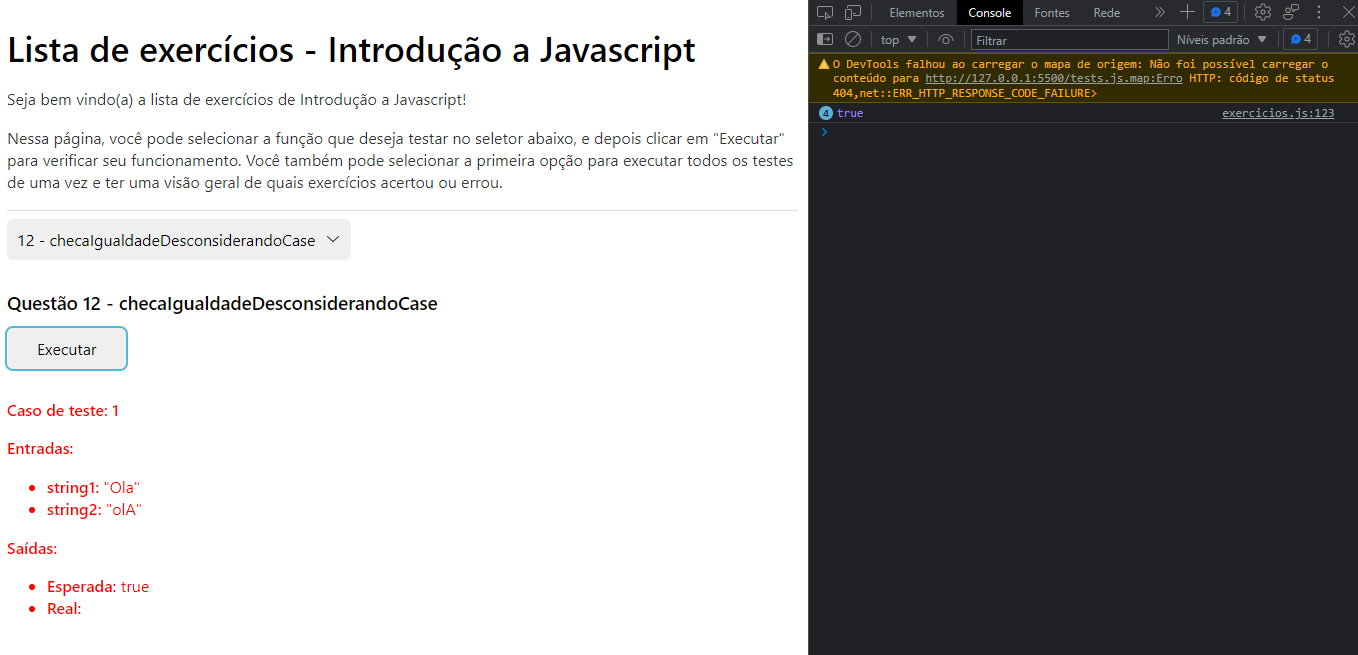 Lista de exercícios - Introdução a Javascript
Seja bem vindo(a) a lista de exercícios de Introdução a Javascript!
Nessa página, você pode selecionar a função que deseja testar no seletor abaixo, e depois clicar em "Executar"
para verificar seu funcionamento. Você também pode selecionar a primeira opção para executar todos os testes
de uma vez e ter uma visão geral de quais exercícios acertou ou errou.
12 - checaIgualdadeDesconsiderandoCase
Questão 12 - checaIgualdadeDesconsiderandoCase
Executar
Caso de teste: 1
Entradas:
string1: "Ola"
string2: "olA"
Saídas:
Esperada: true
Real:
Elementos Console Fontes Rede 4
top Filtrar Níveis padrão 4
O DevTools falhou ao carregar o mapa de origem: Não foi possível carregar o
conteúdo para http://127.0.0.1:5500/tests.js.map:Erro HTTP: código de status
404,net::ERR_HTTP_RESPONSE_CODE_FAILURE>
4 true exercicios.js:123